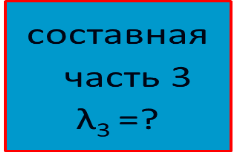 составная
часть 3
λ₃ =?